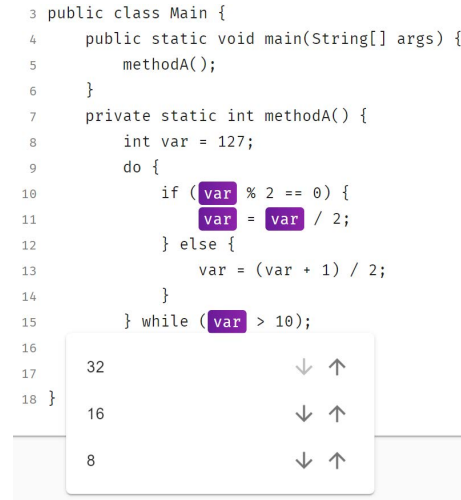 3 public class Main {
4     public static void main(String[] args) {
5         methodA();
6     }
7     private static int methodA() {
8         int var = 127;
9         do {
10             if (var % 2 == 0) {
11                 var = var / 2;
12             } else {
13                 var = (var + 1) / 2;
14             }
15         } while (var > 10);
16
17
18 }
32 ↓ ↑
16 ↓ ↑
8 ↓ ↑